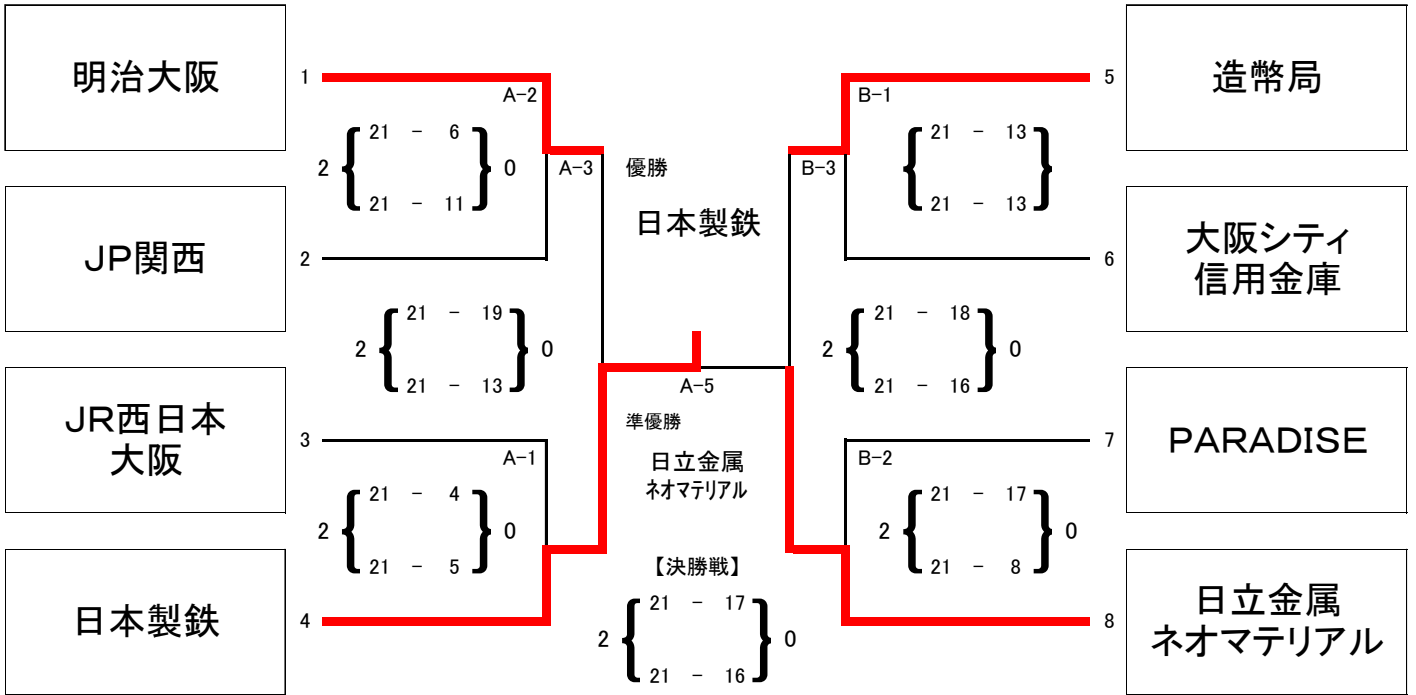 明治大阪
1
A-2
21 - 6
2
0
21 - 11
A-3
JP関西
2
21 - 19
2
0
21 - 13
JR西日本
大阪
3
A-1
21 - 4
2
0
21 - 5
日本製鉄
4
優勝
日本製鉄
A-5
準優勝
日立金属
ネオマテリアル
【決勝戦】
21 - 17
2
0
21 - 16
5
造幣局
B-1
21 - 13
21 - 13
B-3
6
大阪シティ
信用金庫
21 - 18
2
0
21 - 16
7
PARADISE
B-2
21 - 17
2
0
21 - 8
8
日立金属
ネオマテリアル